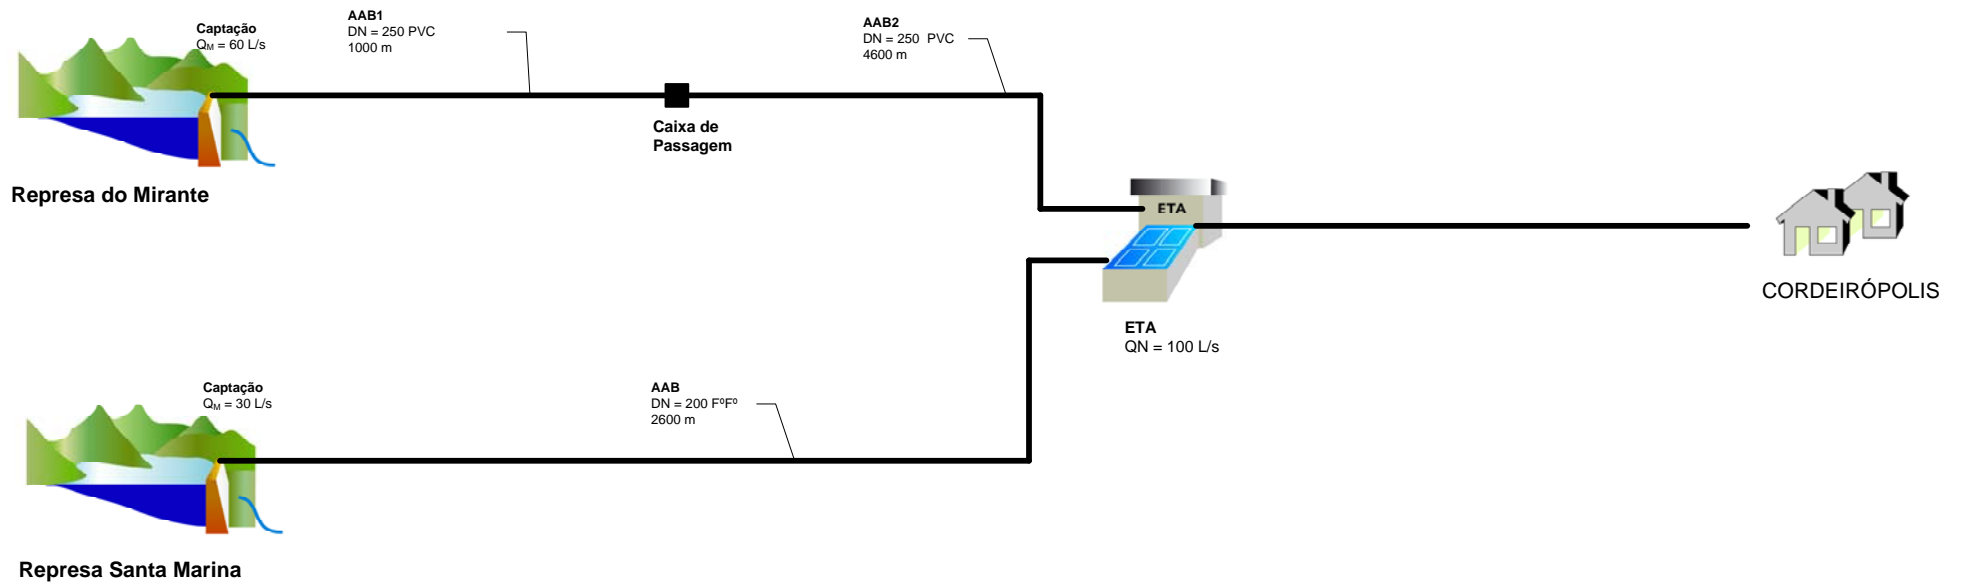 Captação
QM = 60 L/s
AAB1
DN = 250 PVC
1000 m
AAB2
DN = 250 PVC
4600 m
Caixa de
Passagem
Represa do Mirante
ETA
CORDEIRÓPOLIS
ETA
QN = 100 L/s
Captação
QM = 30 L/s
AAB
DN = 200 FºFº
2600 m
Represa Santa Marina